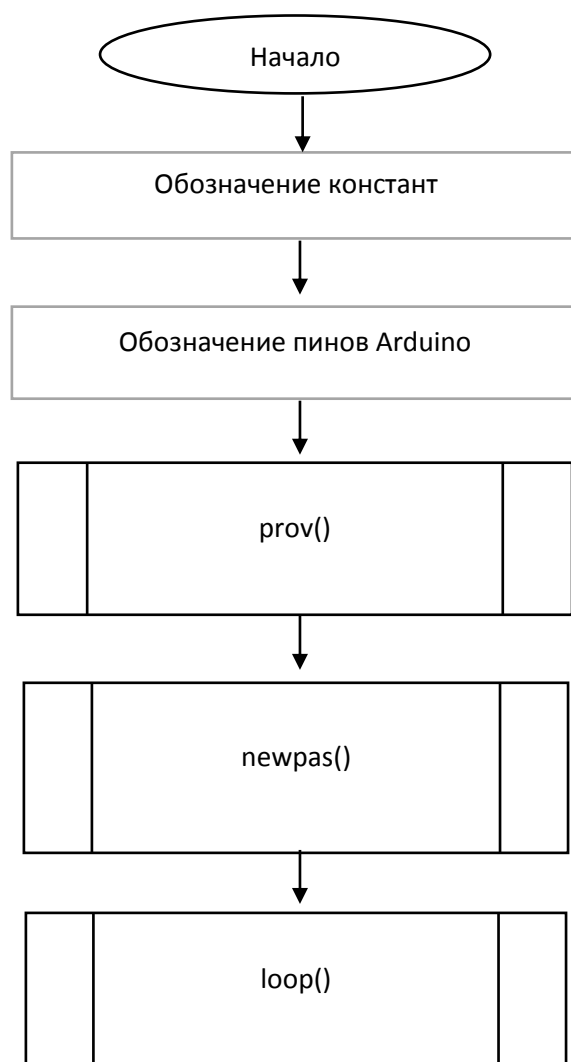 Начало
Обозначение констант
Обозначение пинов Arduino
prov()
newpas()
loop()